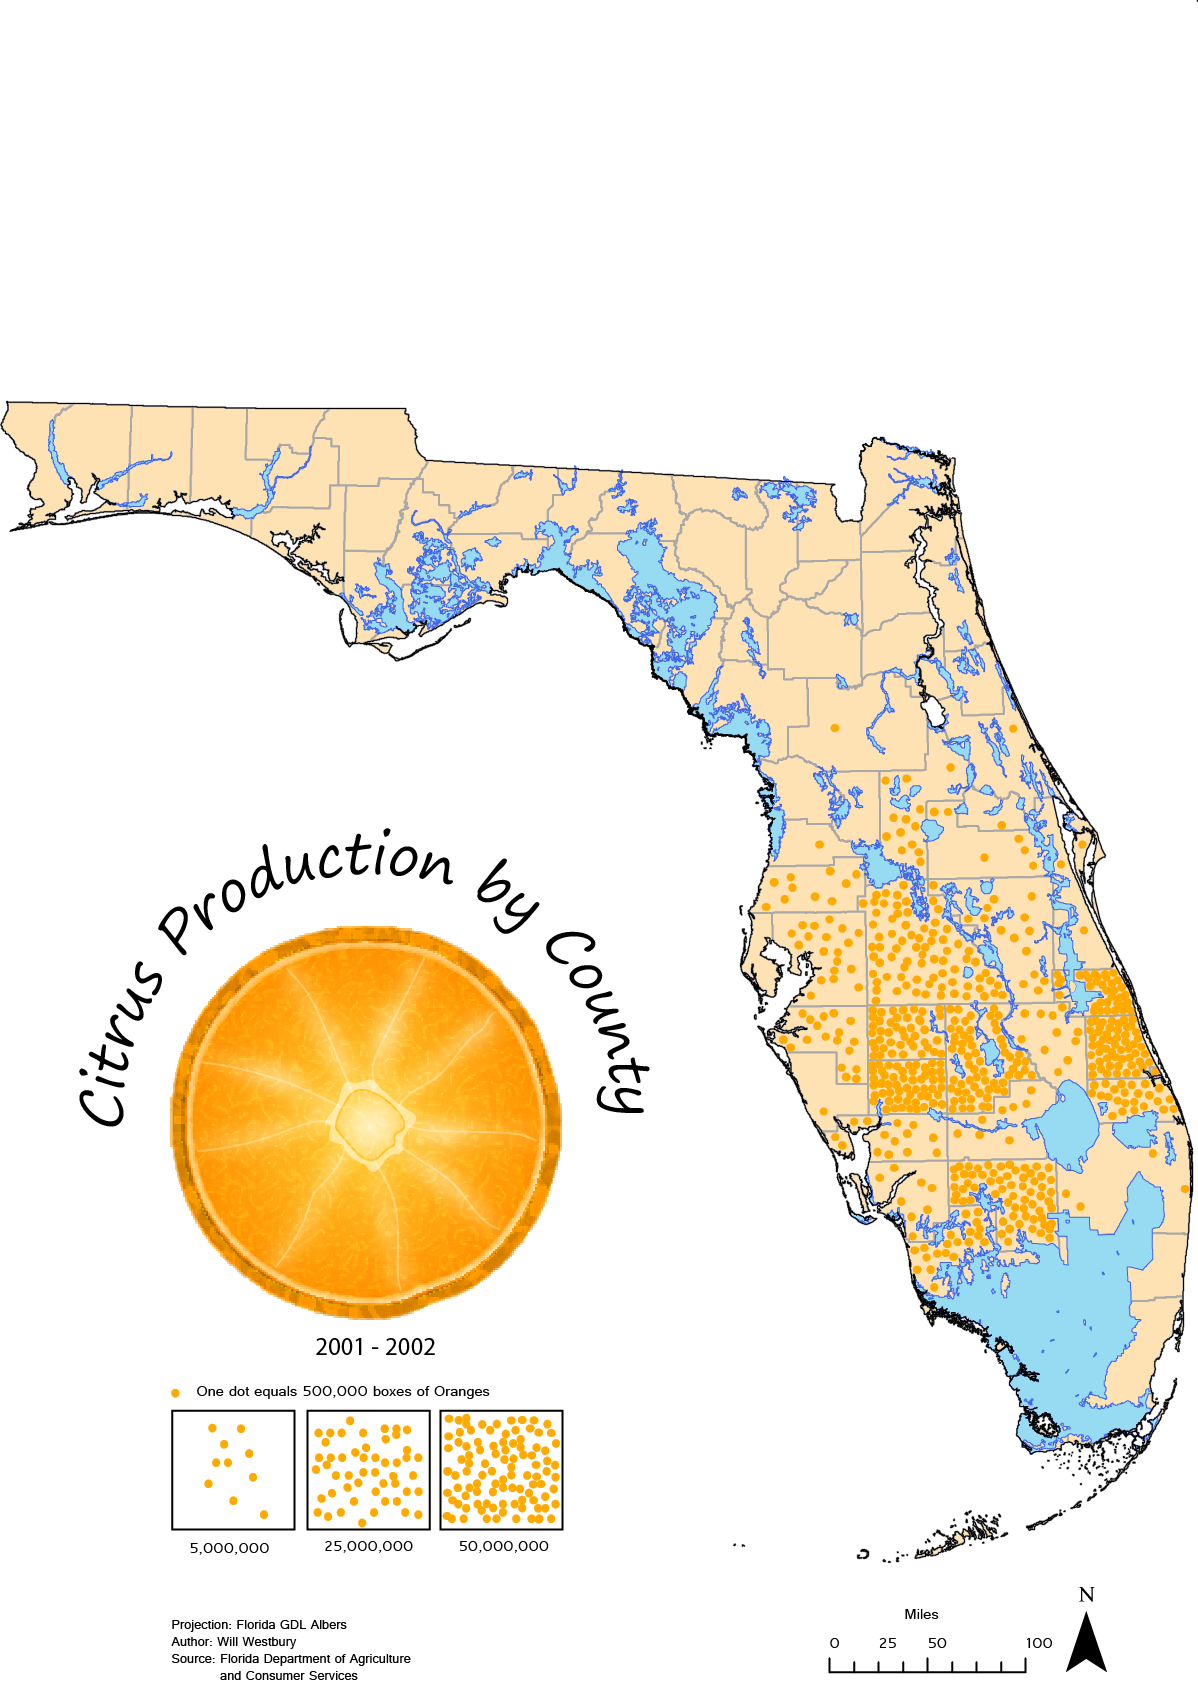 Citrus Production by County
2001 - 2002
One dot equals 500,000 boxes of Oranges
5,000,000 25,000,000 50,000,000
Projection: Florida GDL Albers
Author: Will Westbury
Source: Florida Department of Agriculture
and Consumer Services
Miles
0 25 50 100
N